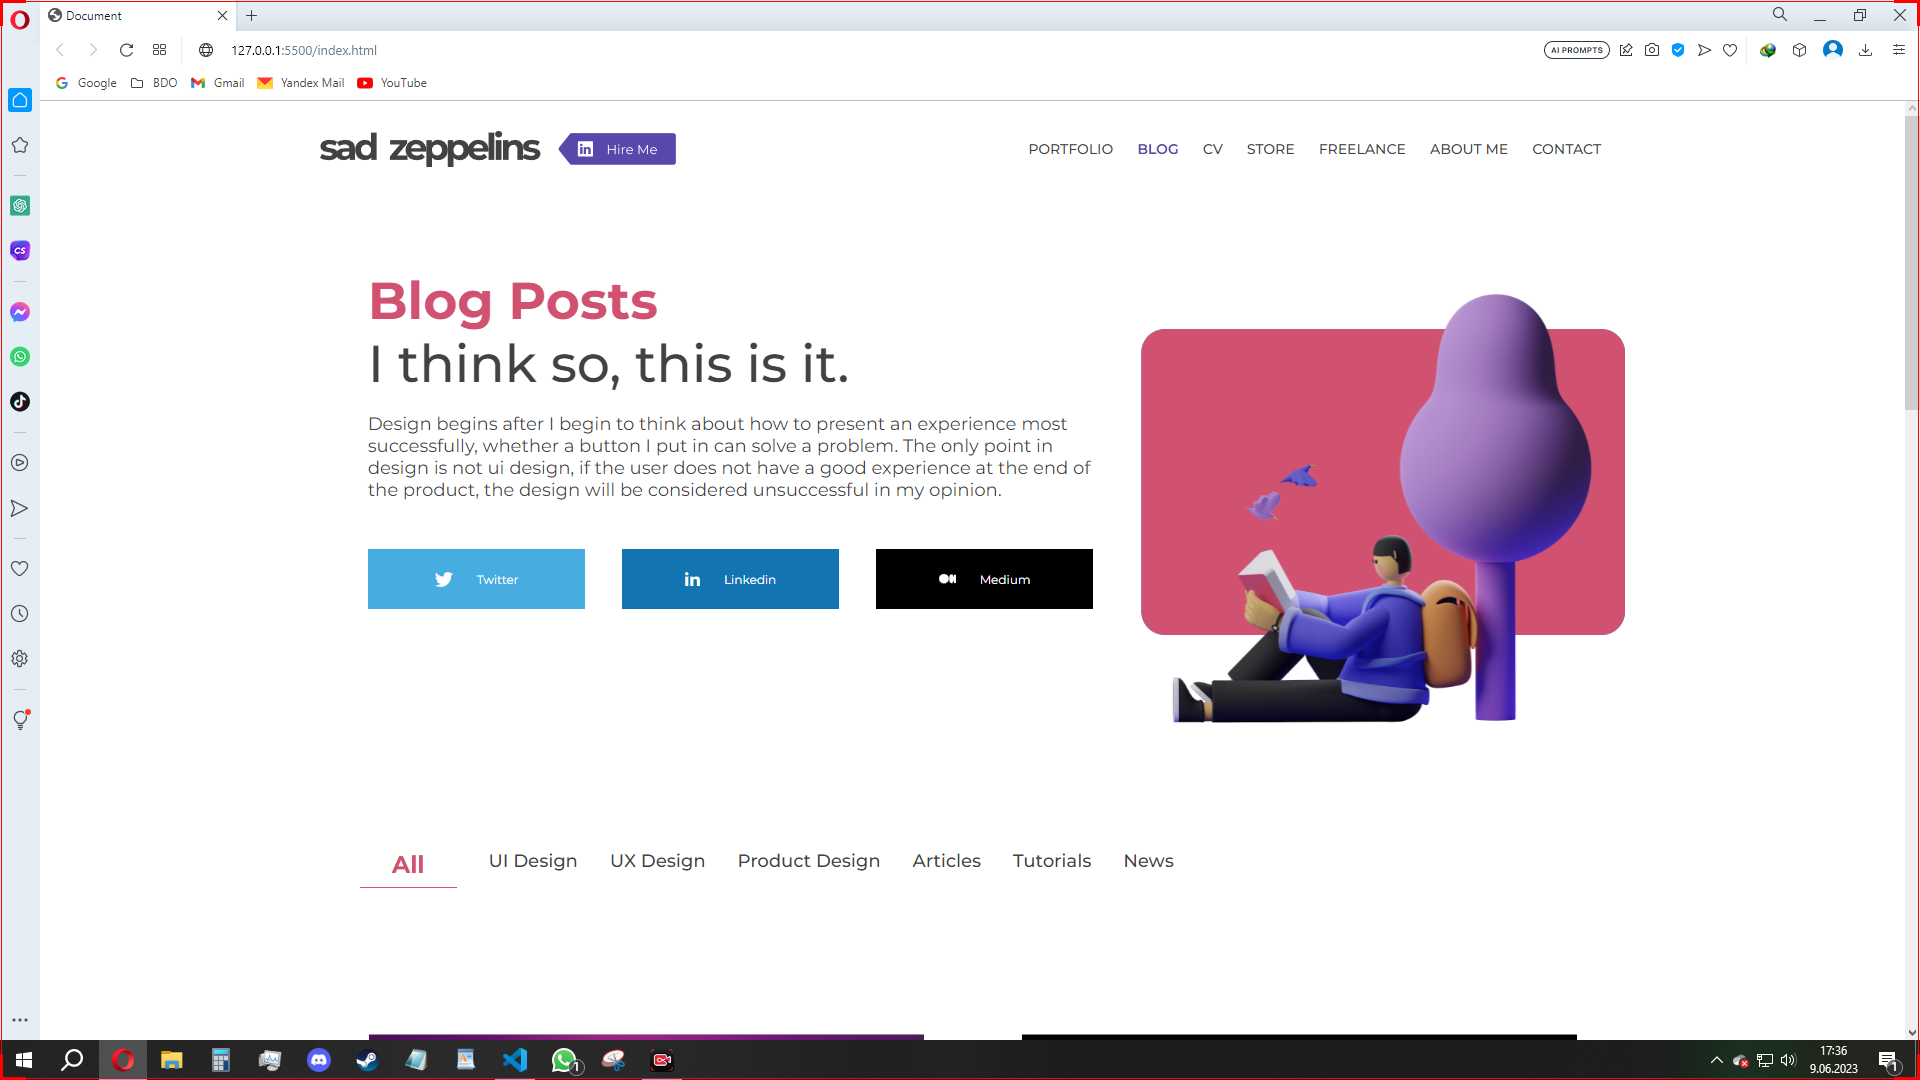 Document
127.0.0.1:5500/index.html
AI PROMPTS
Google
BDO
Gmail
Yandex Mail
YouTube
sad zeppelins
Hire Me
PORTFOLIO
BLOG
CV
STORE
FREELANCE
ABOUT ME
CONTACT
Blog Posts
I think so, this is it.
Design begins after I begin to think about how to present an experience most
successfully, whether a button I put in can solve a problem. The only point in
design is not ui design, if the user does not have a good experience at the end of
the product, the design will be considered unsuccessful in my opinion.
Twitter
Linkedin
Medium
All
UI Design
UX Design
Product Design
Articles
Tutorials
News
17:36
9.06.2023